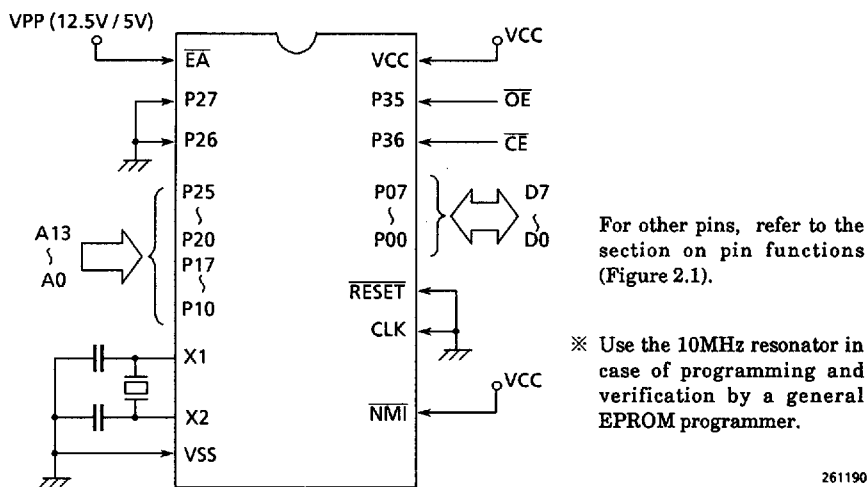 VPP (12.5V / 5V)
EA
P27
P26
P25
P20
P17
P10
A13
A0
X1
X2
VSS
VCC
VCC
P35
OE
P36
CE
P07
P00
D7
D0
RESET
CLK
NMI
VCC
For other pins, refer to the
section on pin functions
(Figure 2.1).
※ Use the 10MHz resonator in
case of programming and
verification by a general
EPROM programmer.
261190